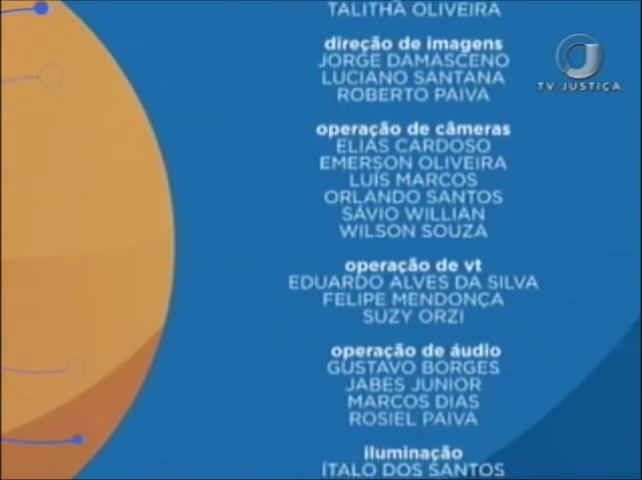 TALITHA OLIVEIRA
direção de imagens
JORGE DAMASCENO
LUCIANO SANTANA
ROBERTO PAIVA
TV JUSTIÇA
operação de câmeras
ELIAS CARDOSO
EMERSON OLIVEIRA
LUÍS MARCOS
ORLANDO SANTOS
SÁVIO WILLIAN
WILSON SOUZA
operação de vt
EDUARDO ALVES DA SILVA
FELIPE MENDONÇA
SUZY ORZI
operação de áudio
GUSTAVO BORGES
JABES JUNIOR
MARCOS DIAS
ROSIEL PAIVA
iluminação
ÍTALO DOS SANTOS